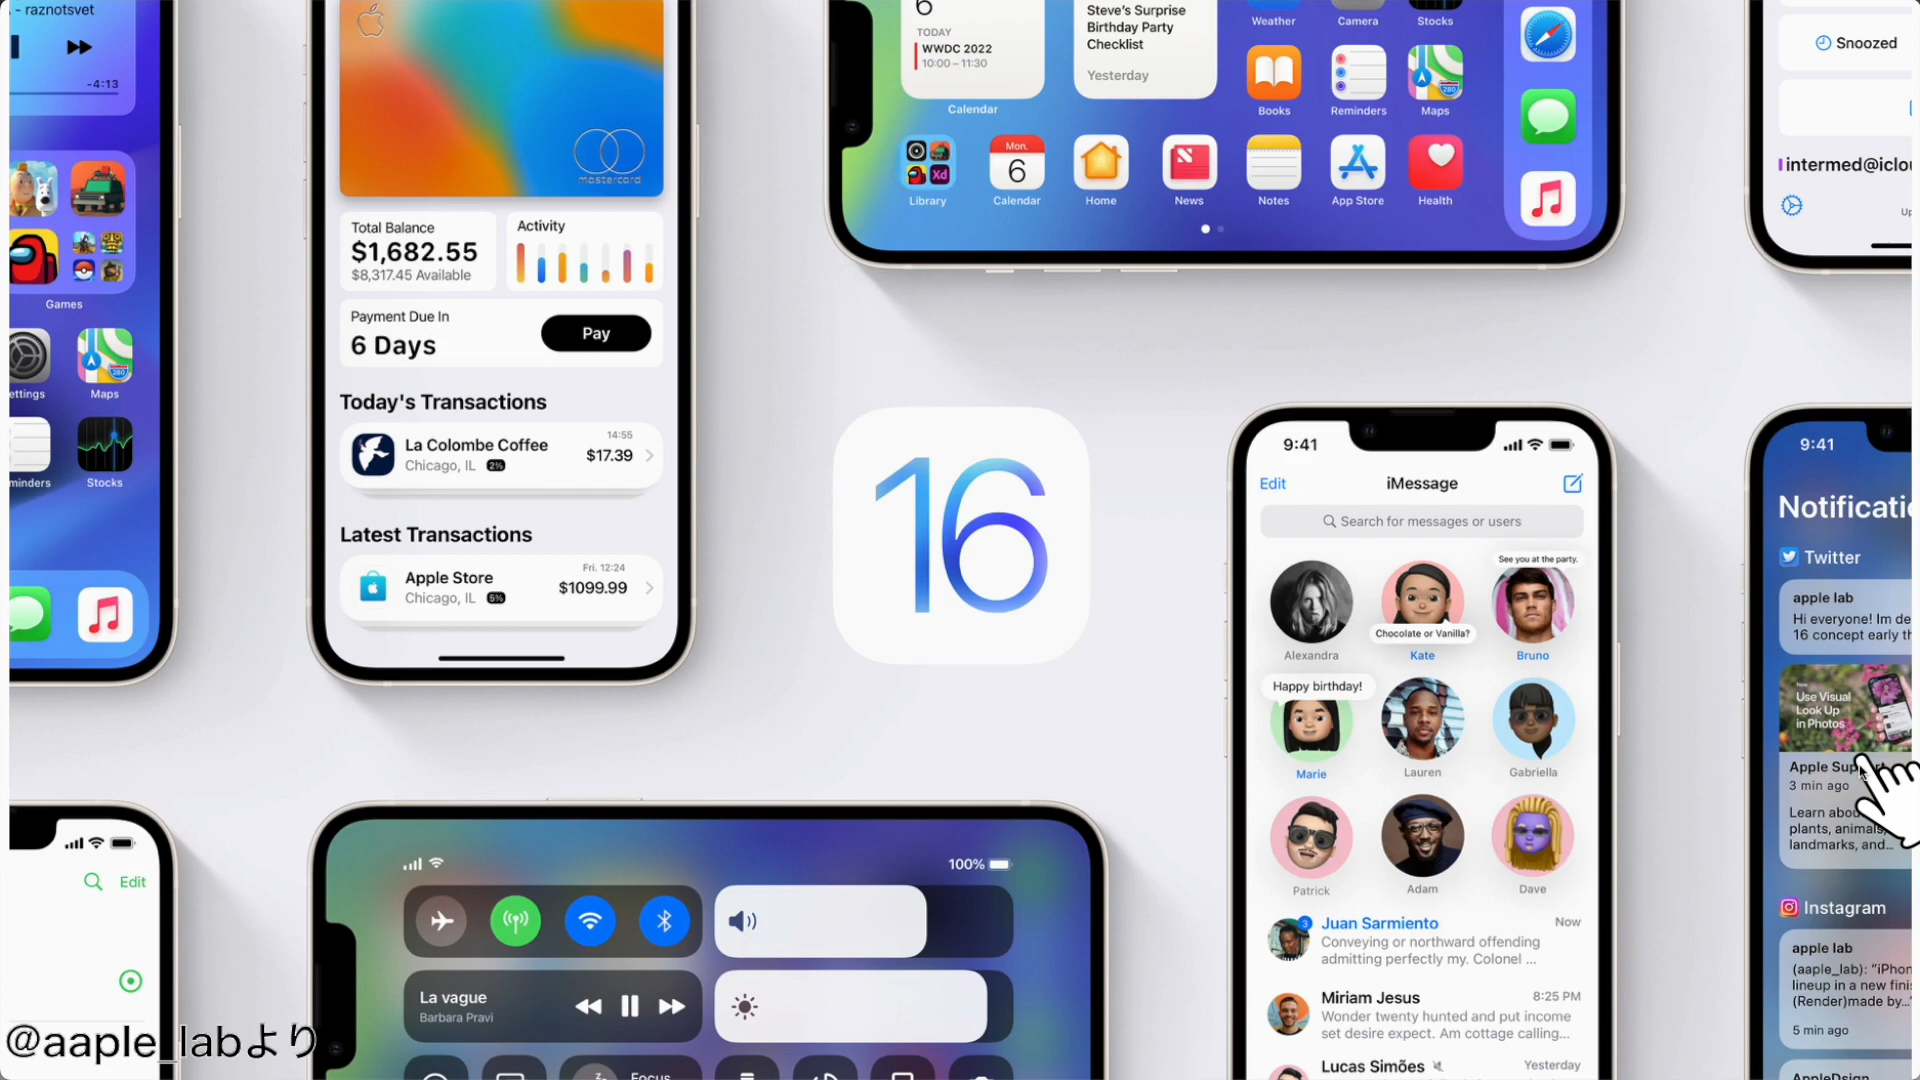 - raznotsvet
-4:13
Games
Maps
Stocks
mastercard
Total Balance
$1,682.55
$8,317.45 Available
Activity
Payment Due In
6 Days
Pay
Today's Transactions
La Colombe Coffee
Chicago, IL 2%
14:55
$17.39
Latest Transactions
Apple Store
Chicago, IL 5%
Fri. 12:24
$1099.99
6
TODAY
WWDC 2022
10:00 – 11:30
Calendar
Steve's Surprise
Birthday Party
Checklist
Yesterday
Weather
Camera
Stocks
Books
Reminders
280
Maps
Xd
Library
Mon.
6
Calendar
Home
News
Notes
App Store
Health
Snoozed
16
9:41
Edit
iMessage
Search for messages or users
Alexandra
Chocolate or Vanilla?
Kate
See you at the party.
Bruno
Happy birthday!
Marie
Lauren
Gabriella
Patrick
Adam
Dave
3
Juan Sarmiento
Now
Conveying or northward offending
admitting perfectly my. Colonel ...
Miriam Jesus
8:25 PM
Wonder twenty hunted and put income
set desire expect. Am cottage calling...
Lucas Simões
Yesterday
9:41
Twitter
apple lab
Hi everyone! Im de
16 concept early th
New
Use Visual
Look Up
in Photos
Apple Support
3 min ago
Learn abou
plants, animals,
landmarks, and...
Instagram
apple lab
(aaple_lab): “iPhon
lineup in a new fini
(Render)made by...”
5 min ago
Edit
100%
La vague
Barbara Pravi
Focus
@aaple_labより